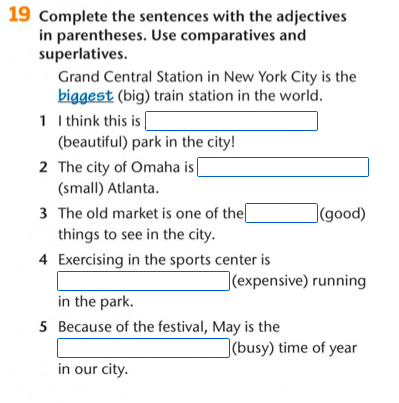 19 Complete the sentences with the adjectives
in parentheses. Use comparatives and
superlatives.
Grand Central Station in New York City is the
biggest (big) train station in the world.
1 I think this is
(beautiful) park in the city!
2 The city of Omaha is
(small) Atlanta.
3 The old market is one of the (good)
things to see in the city.
4 Exercising in the sports center is
(expensive) running
in the park.
5 Because of the festival, May is the
(busy) time of year
in our city.